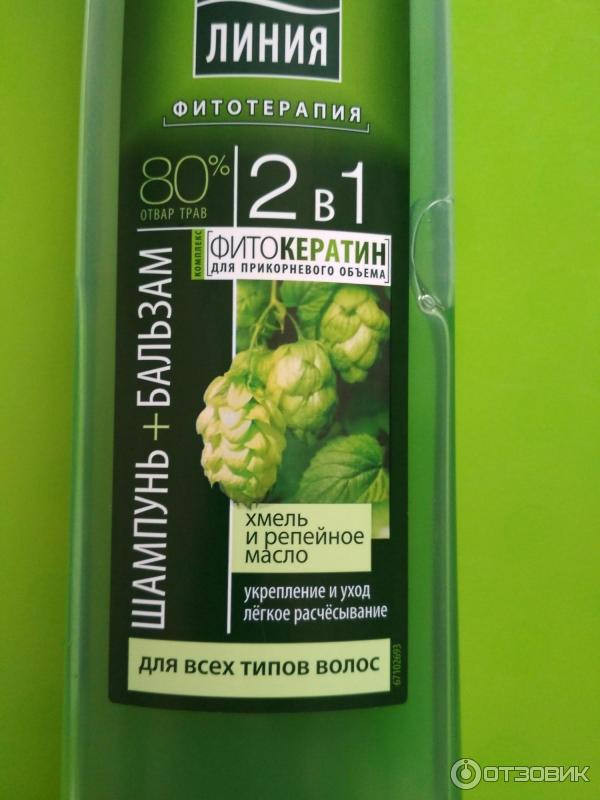 ЛИНИЯ
ФИТОТЕРАПИЯ
80%
ОТВАР ТРАВ
2 в 1
КОМПЛЕКС
[ФИТОКЕРАТИН]
ДЛЯ ПРИКОРНЕВОГО ОБЪЕМА
ШАМПУНЬ + БАЛЬЗАМ
хмель
и репейное
масло
укрепление и уход
лёгкое расчёсывание
для всех типов волос
67102693
ОТЗОВИК